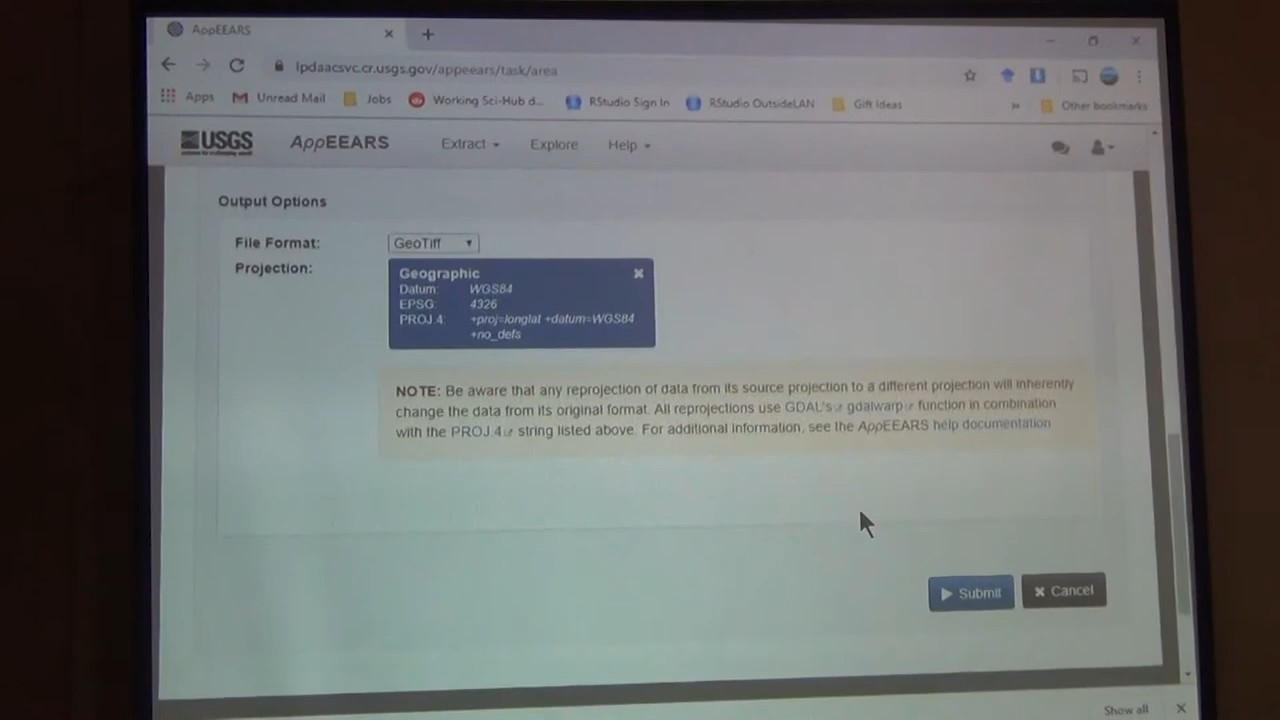 AppEEARS
lpdaacsvc.cr.usgs.gov/appeears/task/area
Apps Unread Mail Jobs Working Sci-Hub d... RStudio Sign In RStudio OutsideLAN Gift Ideas » Other bookmarks
USGS AppEEARS Extract Explore Help
Output Options
File Format: GeoTiff
Projection:
Geographic
Datum: WGS84
EPSG: 4326
PROJ.4: +proj=longlat +datum=WGS84
+no_defs
NOTE: Be aware that any reprojection of data from its source projection to a different projection will inherently
change the data from its original format. All reprojections use GDAL's gdalwarp function in combination
with the PROJ.4 string listed above. For additional information, see the AppEEARS help documentation
Submit Cancel
Show all